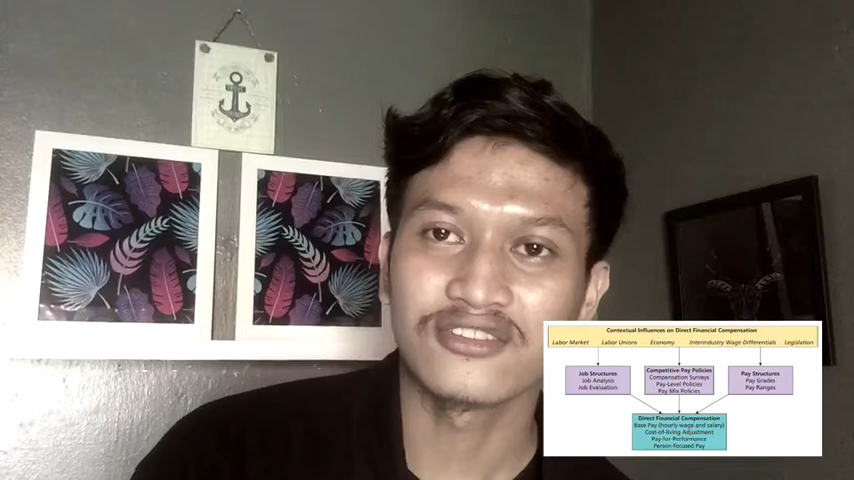 Contextual Influences on Direct Financial Compensation
Labor Market Labor Unions Economy Interindustry Wage Differentials Legislation
Job Structures
Job Analysis
Job Evaluation
Competitive Pay Policies
Compensation Surveys
Pay-Level Policies
Pay Mix Policies
Pay Structures
Pay Grades
Pay Ranges
Direct Financial Compensation
Base Pay (hourly wage and salary)
Cost-of-living Adjustment
Pay-for-Performance
Person-focused Pay